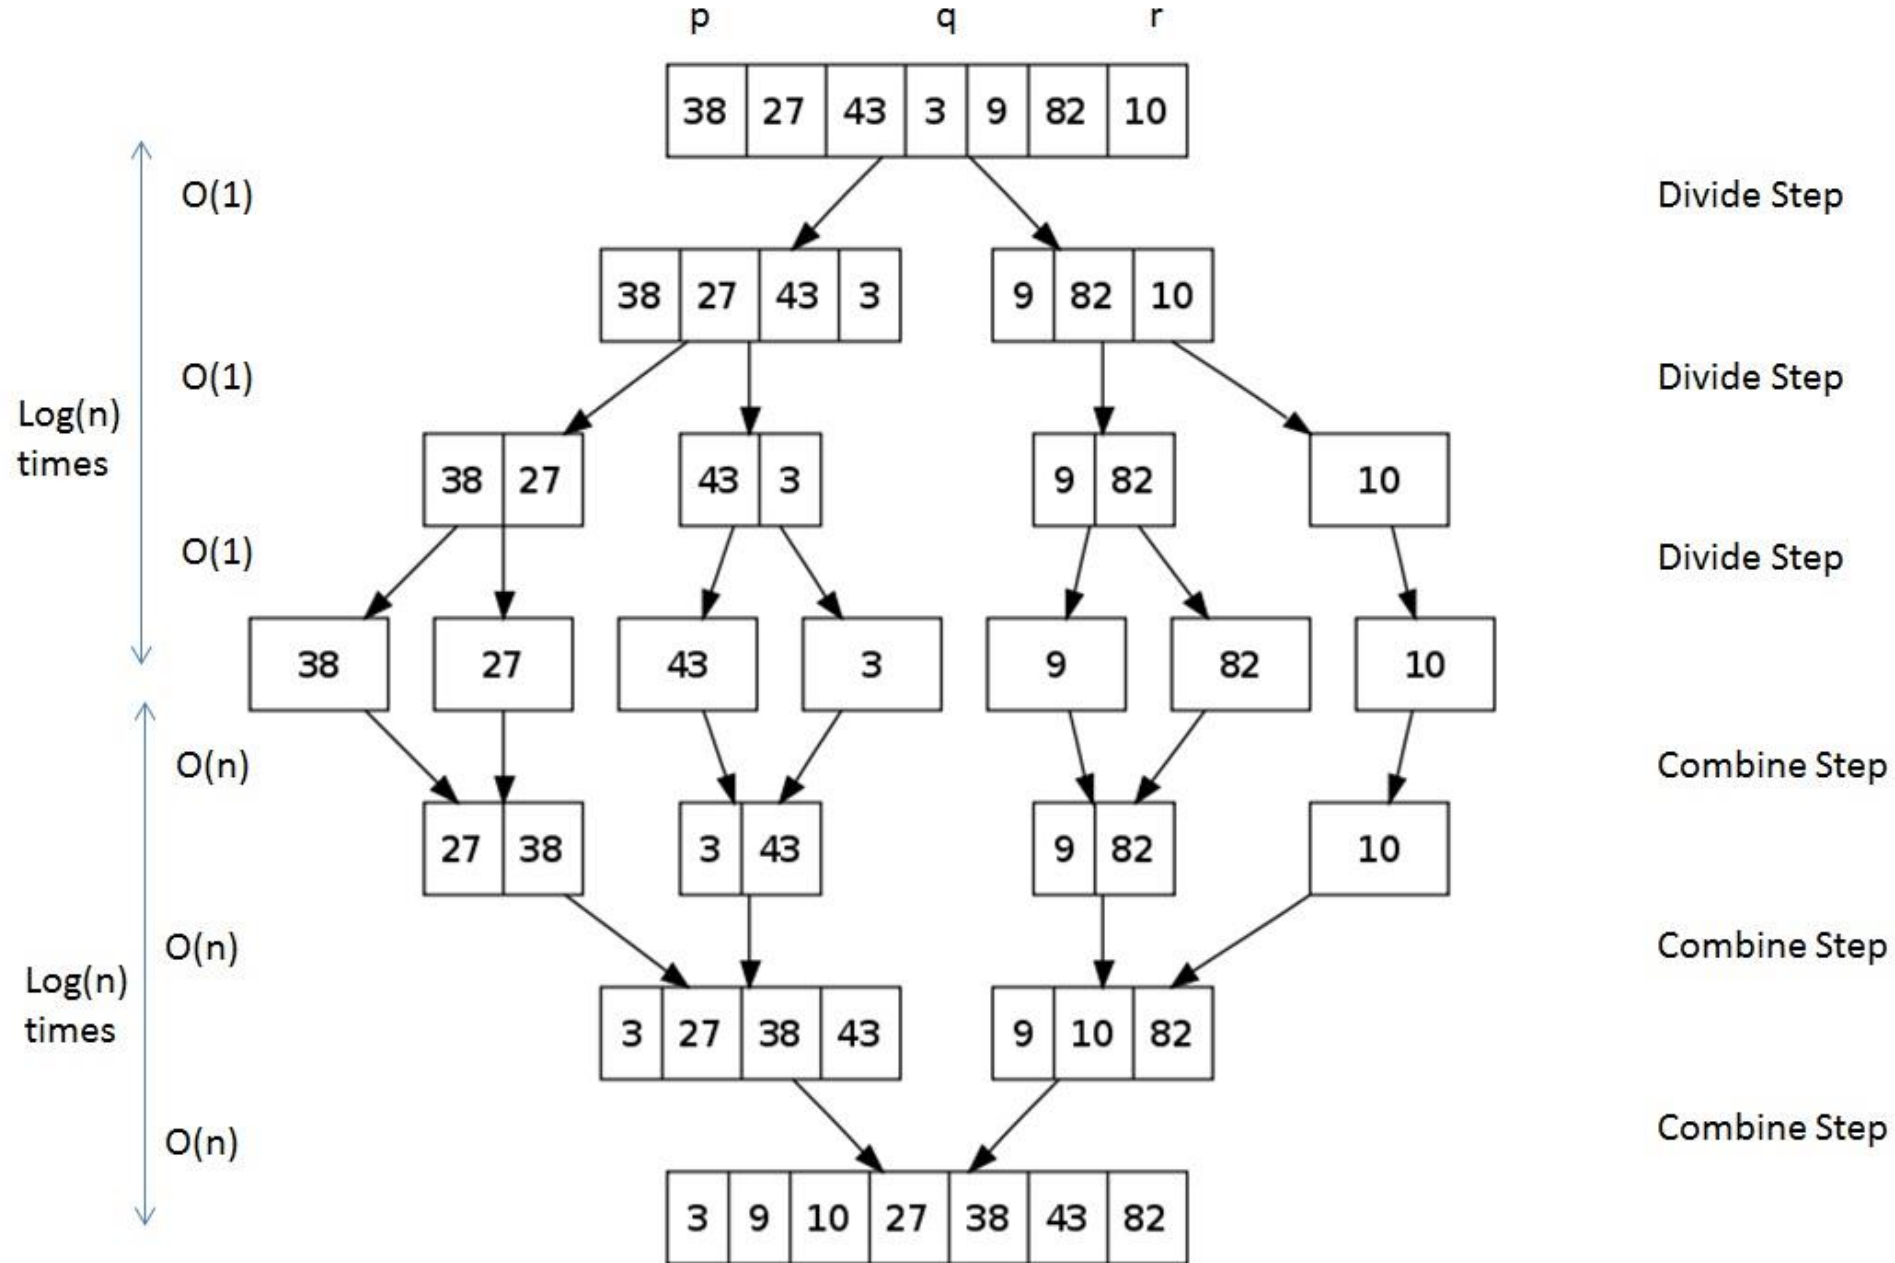 p q r
38 27 43 3 9 82 10
O(1) Divide Step
38 27 43 3 9 82 10
O(1) Divide Step
Log(n)
times
38 27 43 3 9 82 10
O(1) Divide Step
38 27 43 3 9 82 10
O(n) Combine Step
27 38 3 43 9 82 10
O(n) Combine Step
Log(n)
times
3 27 38 43 9 10 82
O(n) Combine Step
3 9 10 27 38 43 82